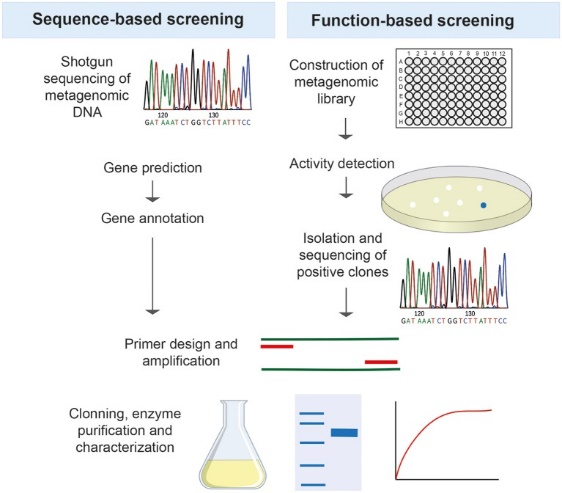 Sequence-based screening
Shotgun
sequencing of
metagenomic
DNA
120 130
GATAAATCTGGTCTTATTTCC
Gene prediction
Gene annotation
Function-based screening
Construction of
metagenomic
library
1 2 3 4 5 6 7 8 9 10 11 12
A
B
C
D
E
F
G
H
Activity detection
Isolation and
sequencing of
positive clones
120 130
GATAAATCTGGTCTTATTTCC
Primer design and
amplification
Clonning, enzyme
purification and
characterization